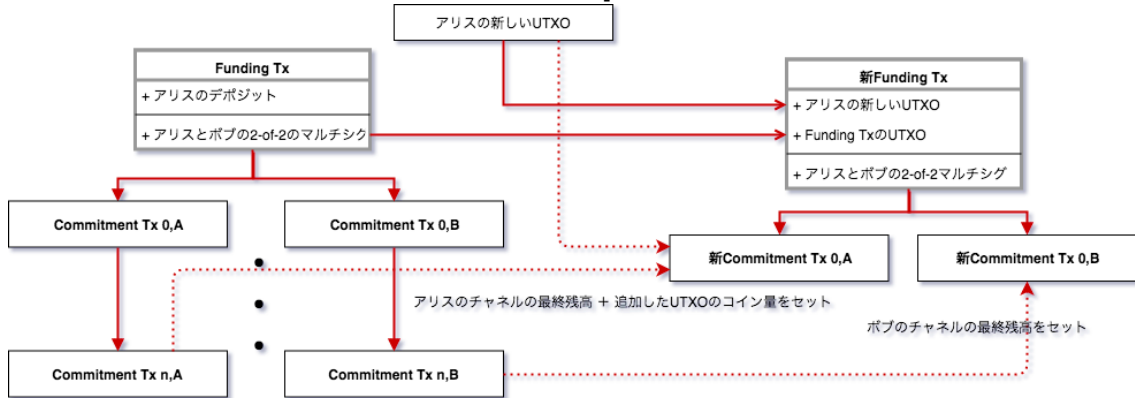 アリスの新しいUTXO
Funding Tx
+ アリスのデポジット
+ アリスとボブの2-of-2のマルチシグ
新Funding Tx
+ アリスの新しいUTXO
+ Funding TxのUTXO
+ アリスとボブの2-of-2マルチシグ
Commitment Tx 0,A
Commitment Tx 0,B
新Commitment Tx 0,A
新Commitment Tx 0,B
アリスのチャネルの最終残高 + 追加したUTXOのコイン量をセット
ボブのチャネルの最終残高をセット
Commitment Tx n,A
Commitment Tx n,B